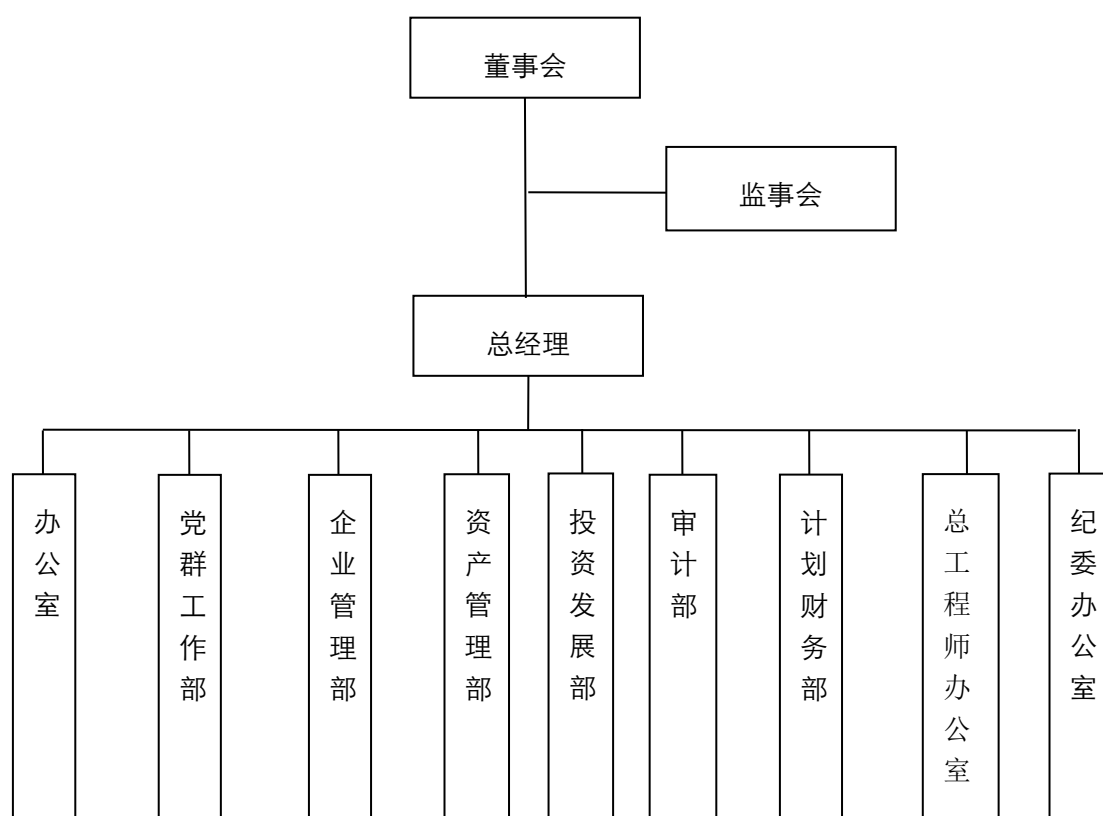 董事会
监事会
总经理
办公室
党群工作部
企业管理部
资产管理部
投资发展部
审计部
计划财务部
总工程师办公室
纪委办公室